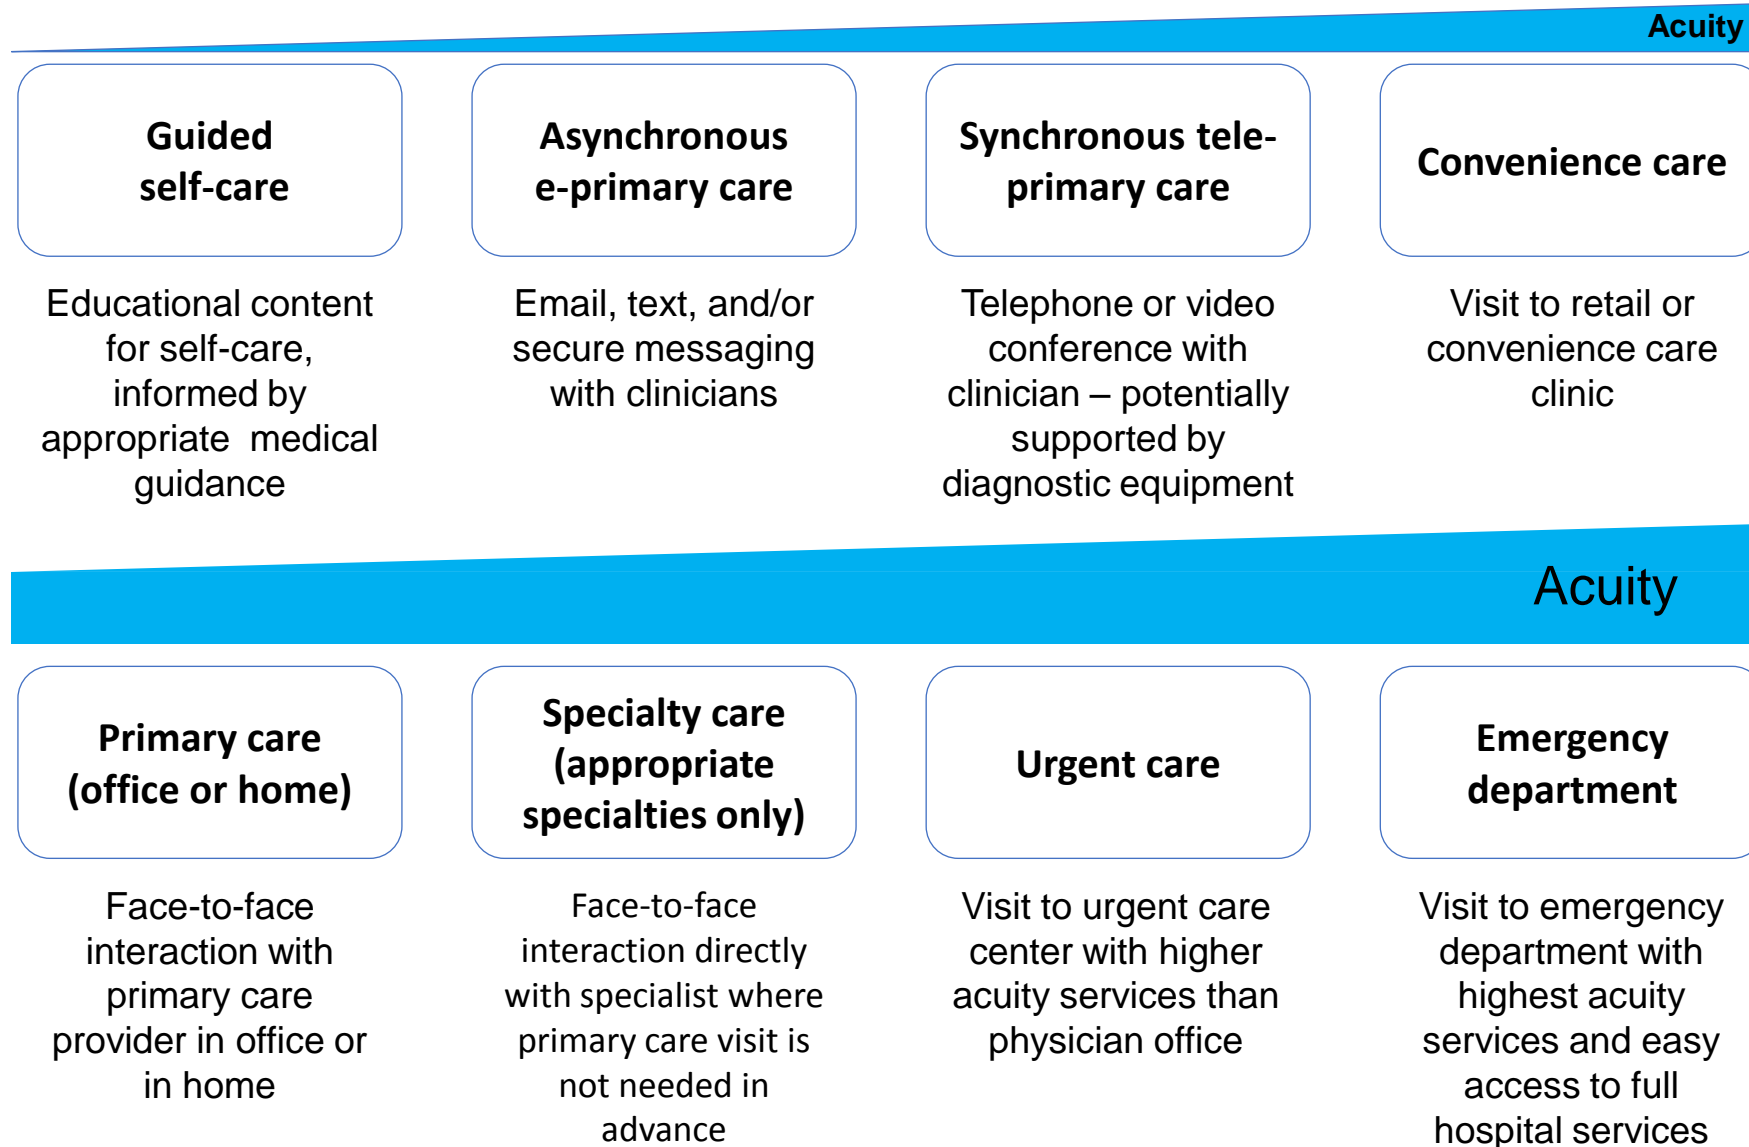 Acuity
Guided
self-care
Asynchronous
e-primary care
Synchronous tele-
primary care
Convenience care
Educational content
for self-care,
informed by
appropriate  medical
guidance
Email, text, and/or
secure messaging
with clinicians
Telephone or video
conference with
clinician – potentially
supported by
diagnostic equipment
Visit to retail or
convenience care
clinic
Acuity
Primary care
(office or home)
Specialty care
(appropriate
specialties only)
Urgent care
Emergency
department
Face-to-face
interaction with
primary care
provider in office or
in home
Face-to-face
interaction directly
with specialist where
primary care visit is
not needed in
advance
Visit to urgent care
center with higher
acuity services than
physician office
Visit to emergency
department with
highest acuity
services and easy
access to full
hospital services